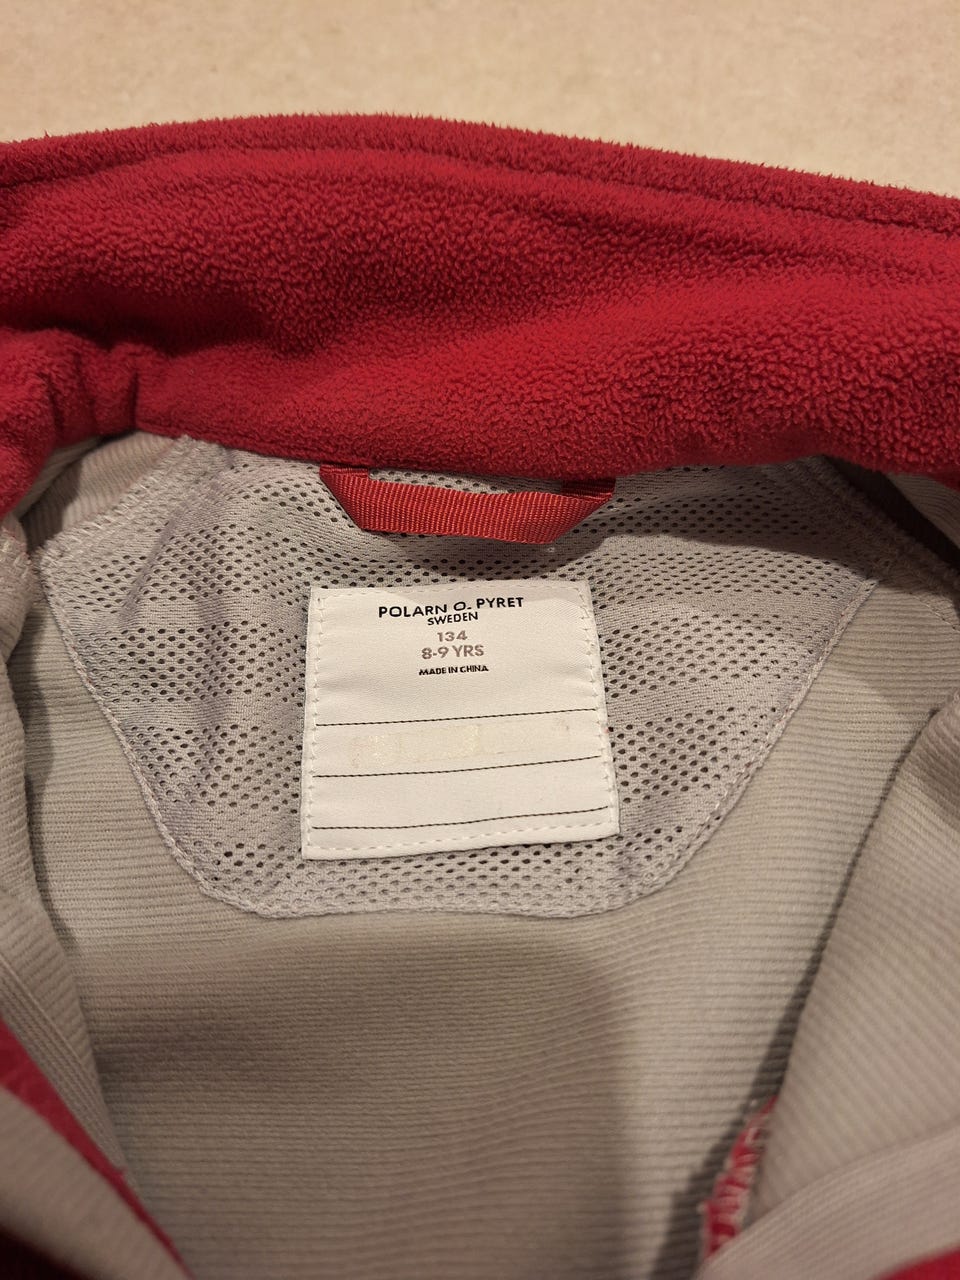 POLARN O. PYRET
SWEDEN
134
8-9 YRS
MADE IN CHINA